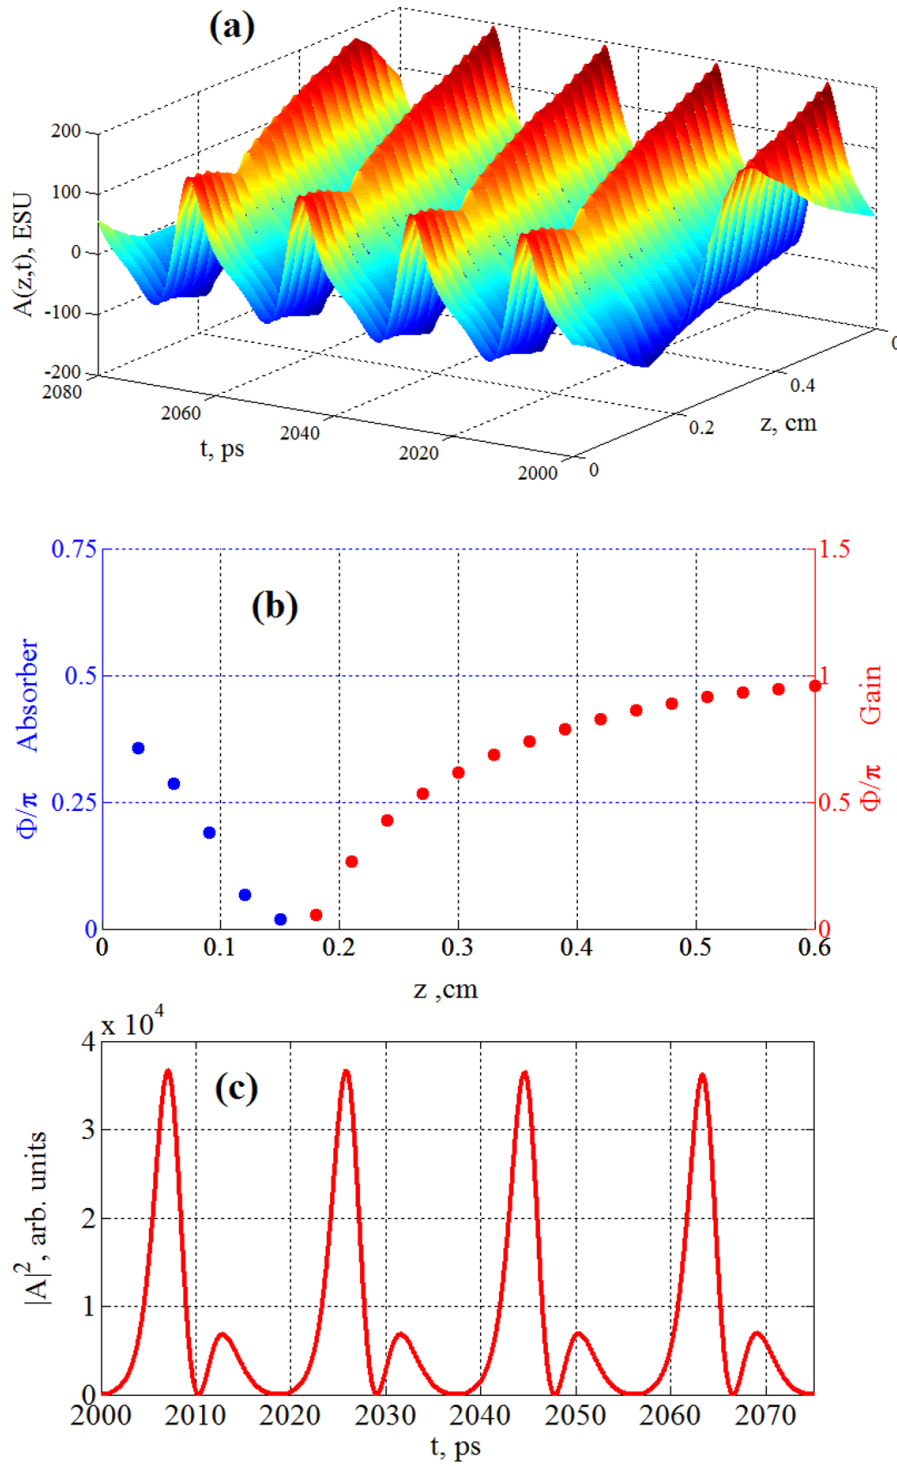 (a)
200
100
0
-100
-200
A(z,t), ESU
2080
2060
2040
2020
2000
t, ps
0
0.2
0.4
z, cm
(b)
0.75
0.5
0.25
0
Φ/π Absorber
1.5
1
0.5
0
Φ/π Gain
0 0.1 0.2 0.3 0.4 0.5 0.6
z ,cm
x 10^4
(c)
4
3
2
1
0
|A|², arb. units
2000 2010 2020 2030 2040 2050 2060 2070
t, ps